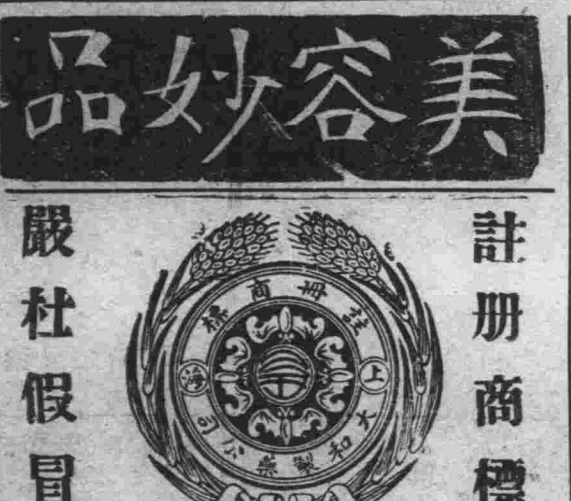 美容妙品
註册商標
嚴杜假冒
註冊商標
上海
大和製藥公司